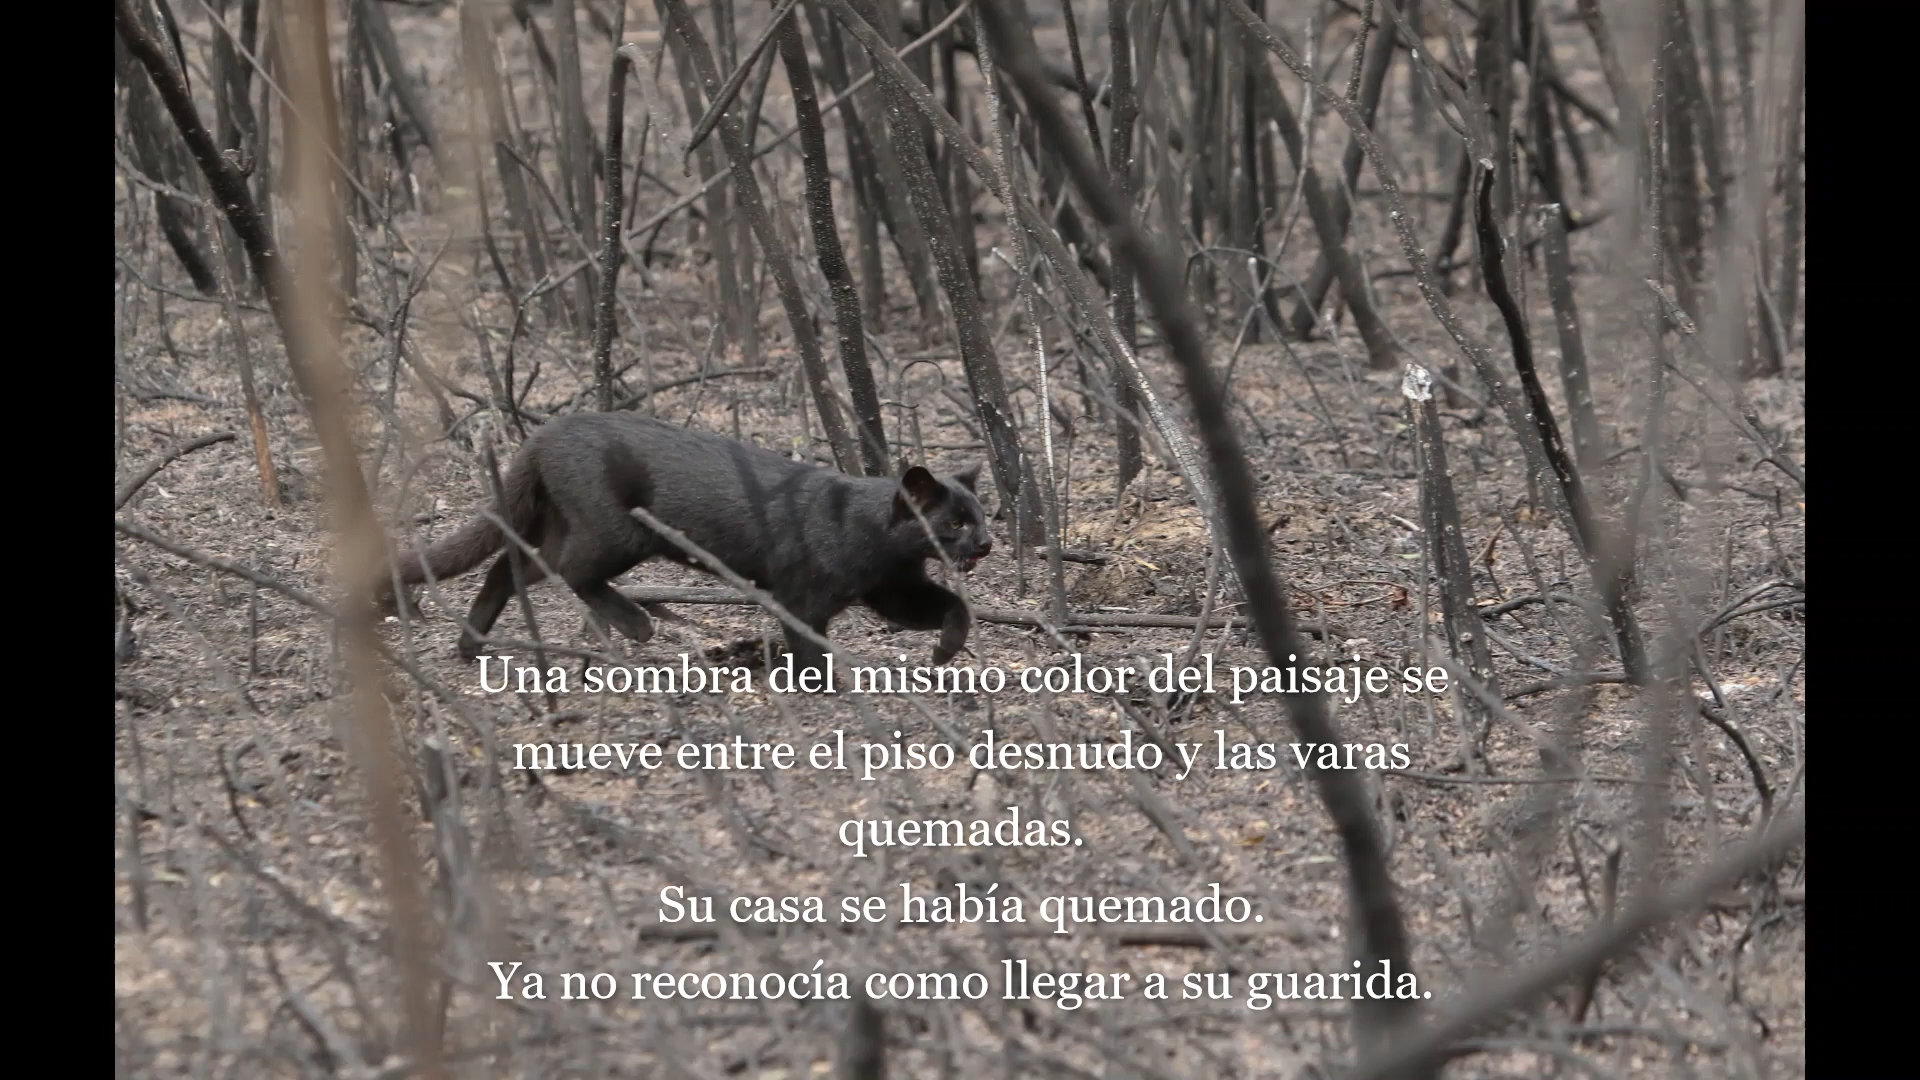 Una sombra del mismo color del paisaje se
mueve entre el piso desnudo y las varas
quemadas.
Su casa se había quemado.
Ya no reconocía como llegar a su guarida.